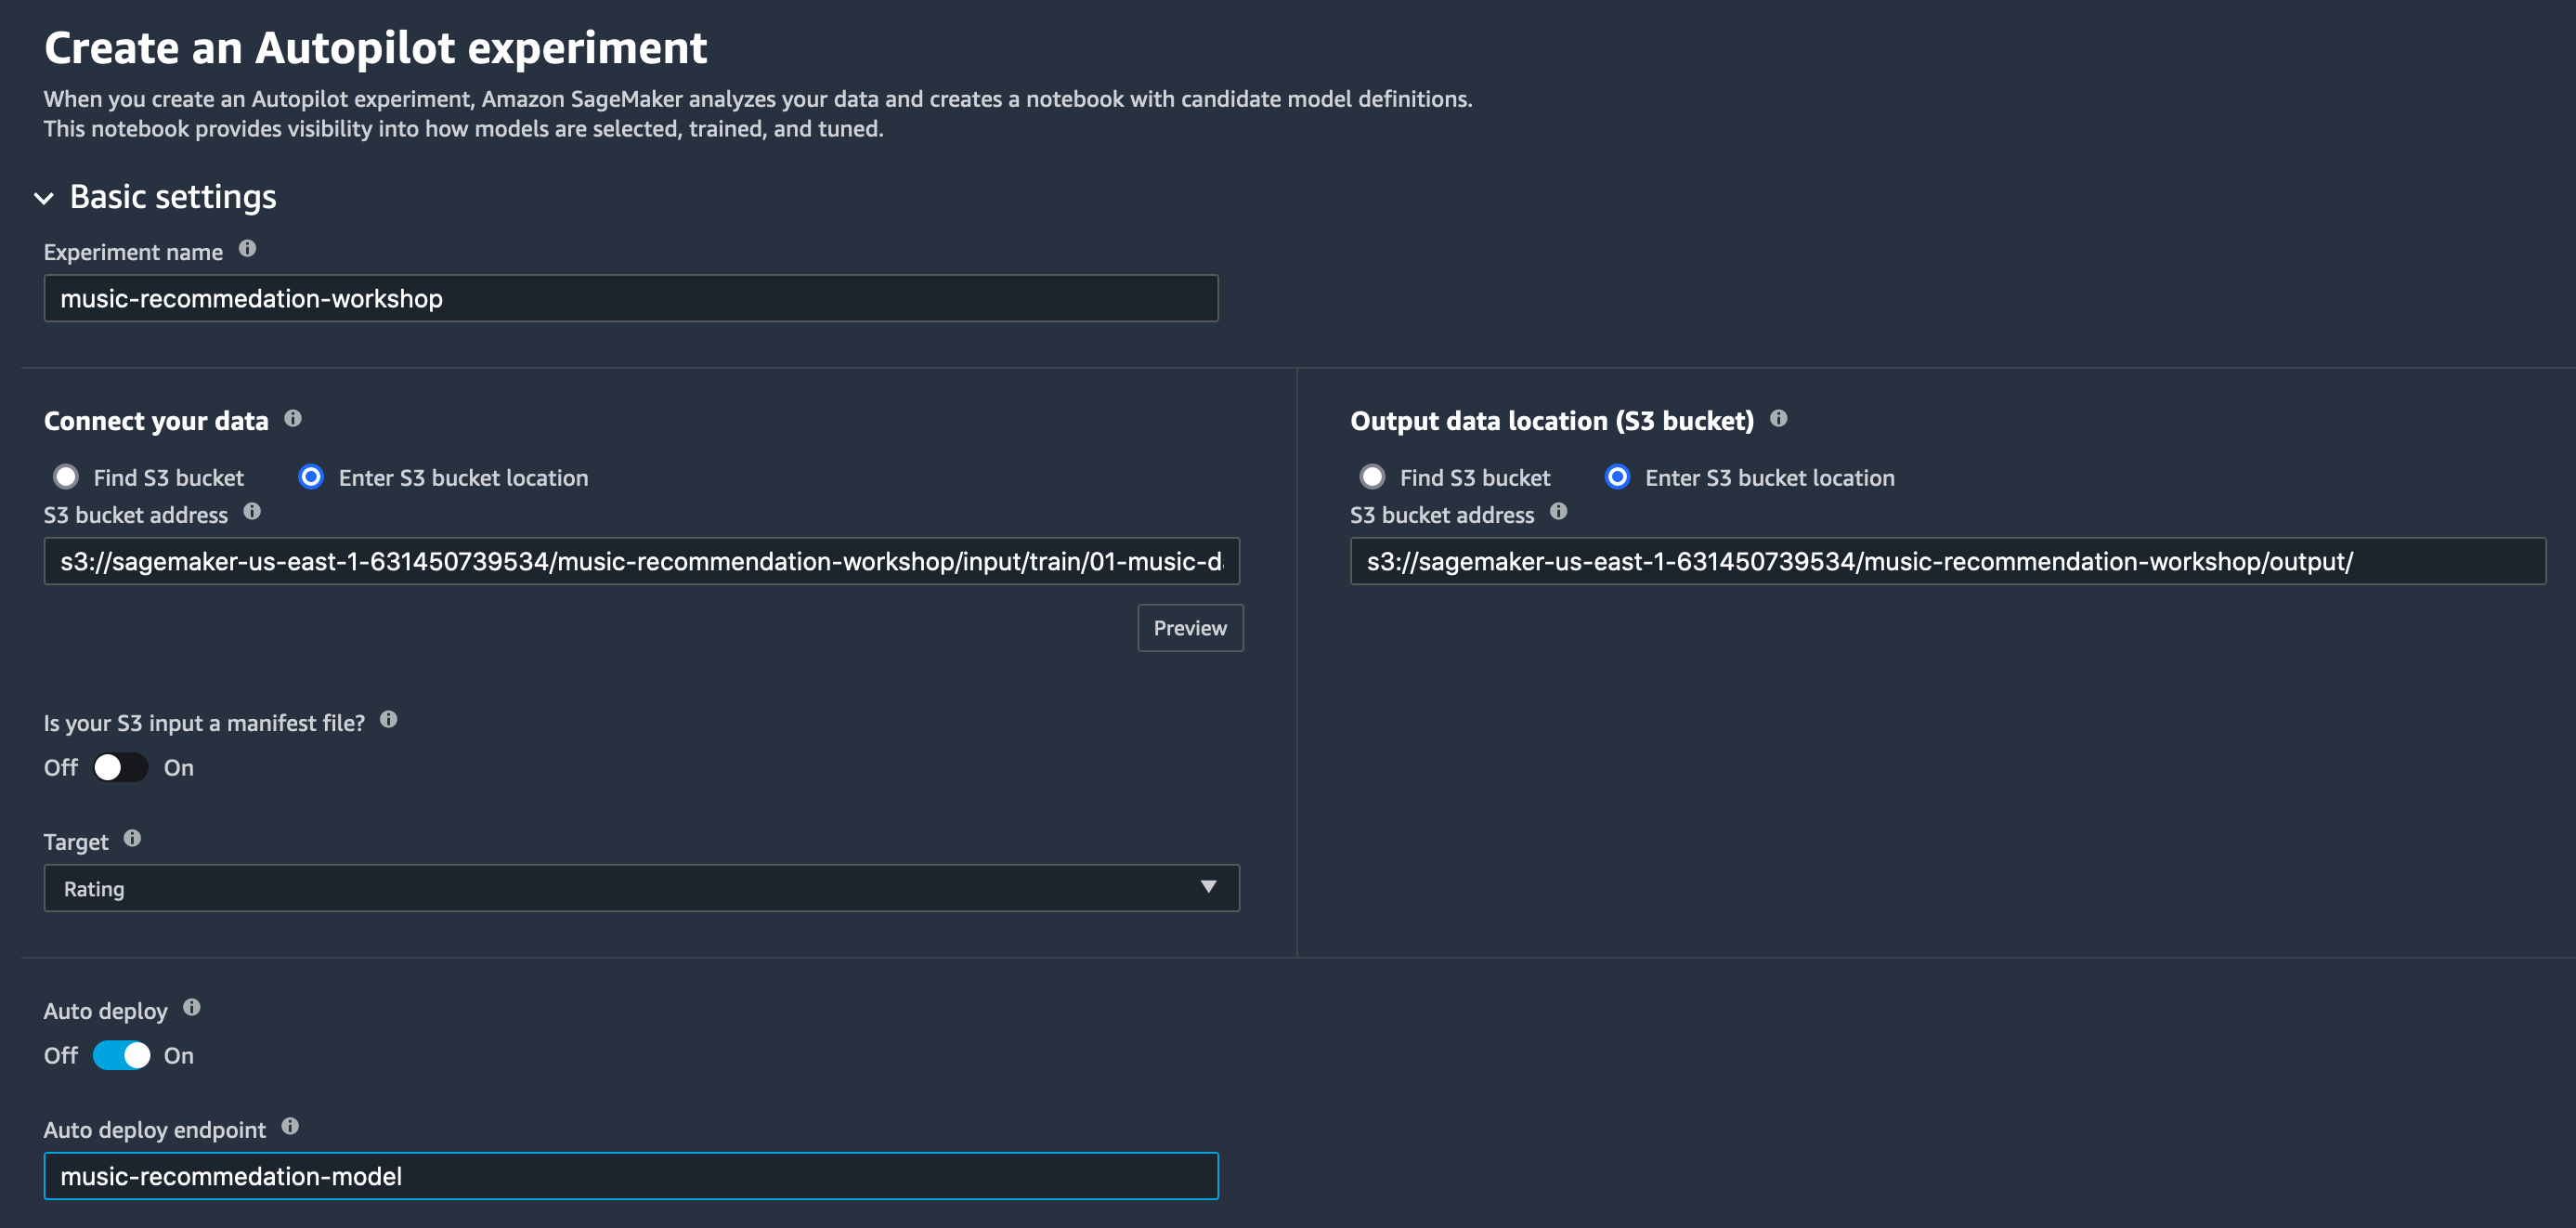 Create an Autopilot experiment
When you create an Autopilot experiment, Amazon SageMaker analyzes your data and creates a notebook with candidate model definitions.
This notebook provides visibility into how models are selected, trained, and tuned.
Basic settings
Experiment name
music-recommedation-workshop
Connect your data
Find S3 bucket Enter S3 bucket location
S3 bucket address
s3://sagemaker-us-east-1-631450739534/music-recommendation-workshop/input/train/01-music-d
Preview
Is your S3 input a manifest file?
Off On
Target
Rating
Output data location (S3 bucket)
Find S3 bucket Enter S3 bucket location
S3 bucket address
s3://sagemaker-us-east-1-631450739534/music-recommendation-workshop/output/
Auto deploy
Off On
Auto deploy endpoint
music-recommedation-model